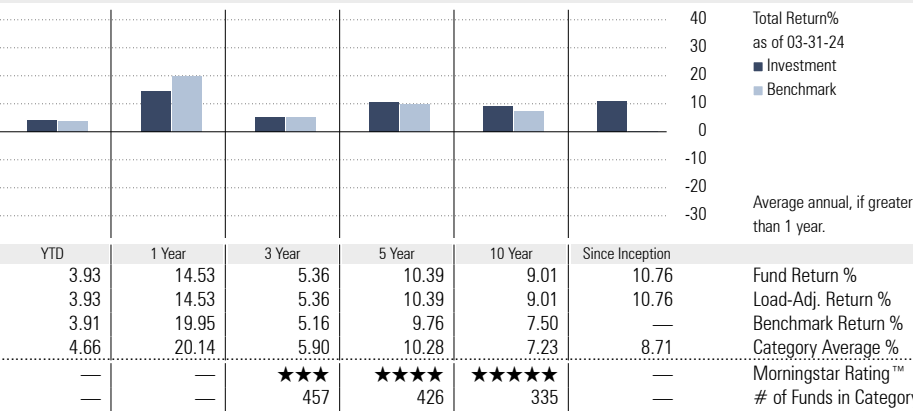 40
30
20
10
0
-10
-20
-30
Total Return%
as of 03-31-24
Investment
Benchmark
Average annual, if greater
than 1 year.
YTD 1 Year 3 Year 5 Year 10 Year Since Inception
3.93 14.53 5.36 10.39 9.01 10.76 Fund Return %
3.93 14.53 5.36 10.39 9.01 10.76 Load-Adj. Return %
3.91 19.95 5.16 9.76 7.50 — Benchmark Return %
4.66 20.14 5.90 10.28 7.23 8.71 Category Average %
— — ★★★ ★★★★ ★★★★★ — Morningstar Rating™
— — 457 426 335 — # of Funds in Category